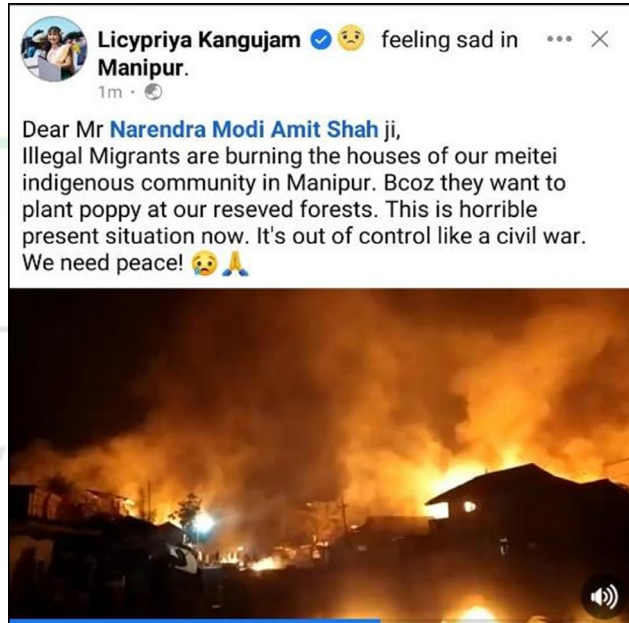 Licypriya Kangujam 😟 feeling sad in
Manipur.
1m ·
Dear Mr Narendra Modi Amit Shah ji,
Illegal Migrants are burning the houses of our meitei
indigenous community in Manipur. Bcoz they want to
plant poppy at our reseved forests. This is horrible
present situation now. It's out of control like a civil war.
We need peace! 😢🙏